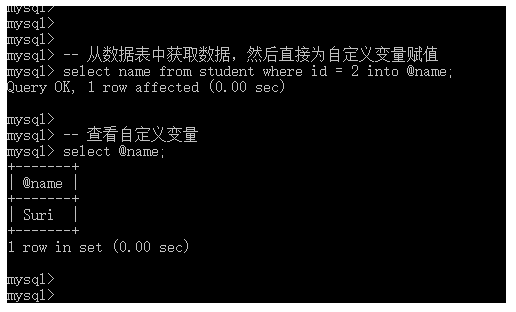 mysql>
mysql>
mysql>
mysql> -- 从数据表中获取数据，然后直接为自定义变量赋值
mysql> select name from student where id = 2 into @name;
Query OK, 1 row affected (0.00 sec)
mysql>
mysql> -- 查看自定义变量
mysql> select @name;
+-------+
| @name |
+-------+
| Suri  |
+-------+
1 row in set (0.00 sec)
mysql>
mysql>